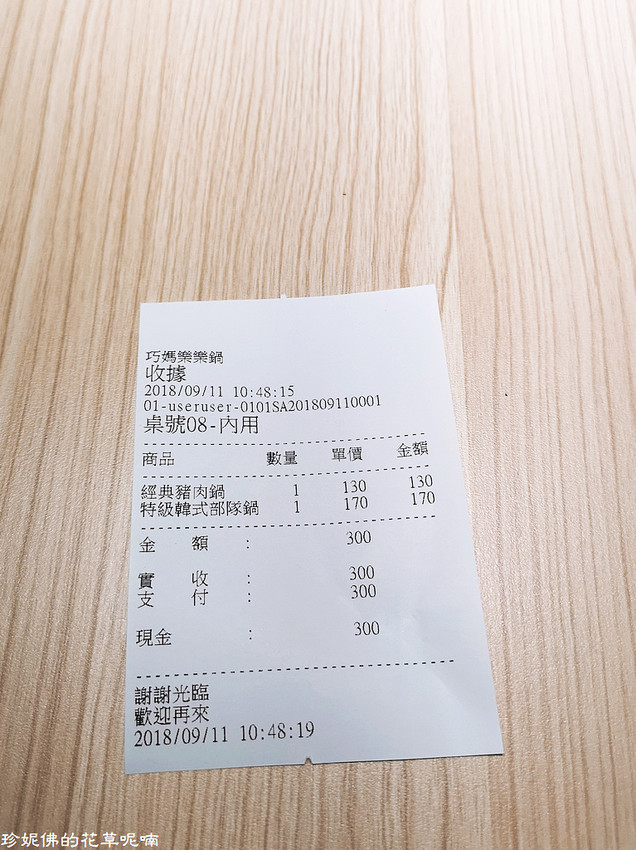 巧媽樂樂鍋
收據
2018/09/11 10:48:15
01-useruser-0101SA201809110001
桌號08-內用
商品 數量 單價 金額
經典豬肉鍋 1 130 130
特級韓式部隊鍋 1 170 170
金 額 : 300
實 收 : 300
支 付 : 300
現金 : 300
謝謝光臨
歡迎再來
2018/09/11 10:48:19
珍妮佛的花草呢喃